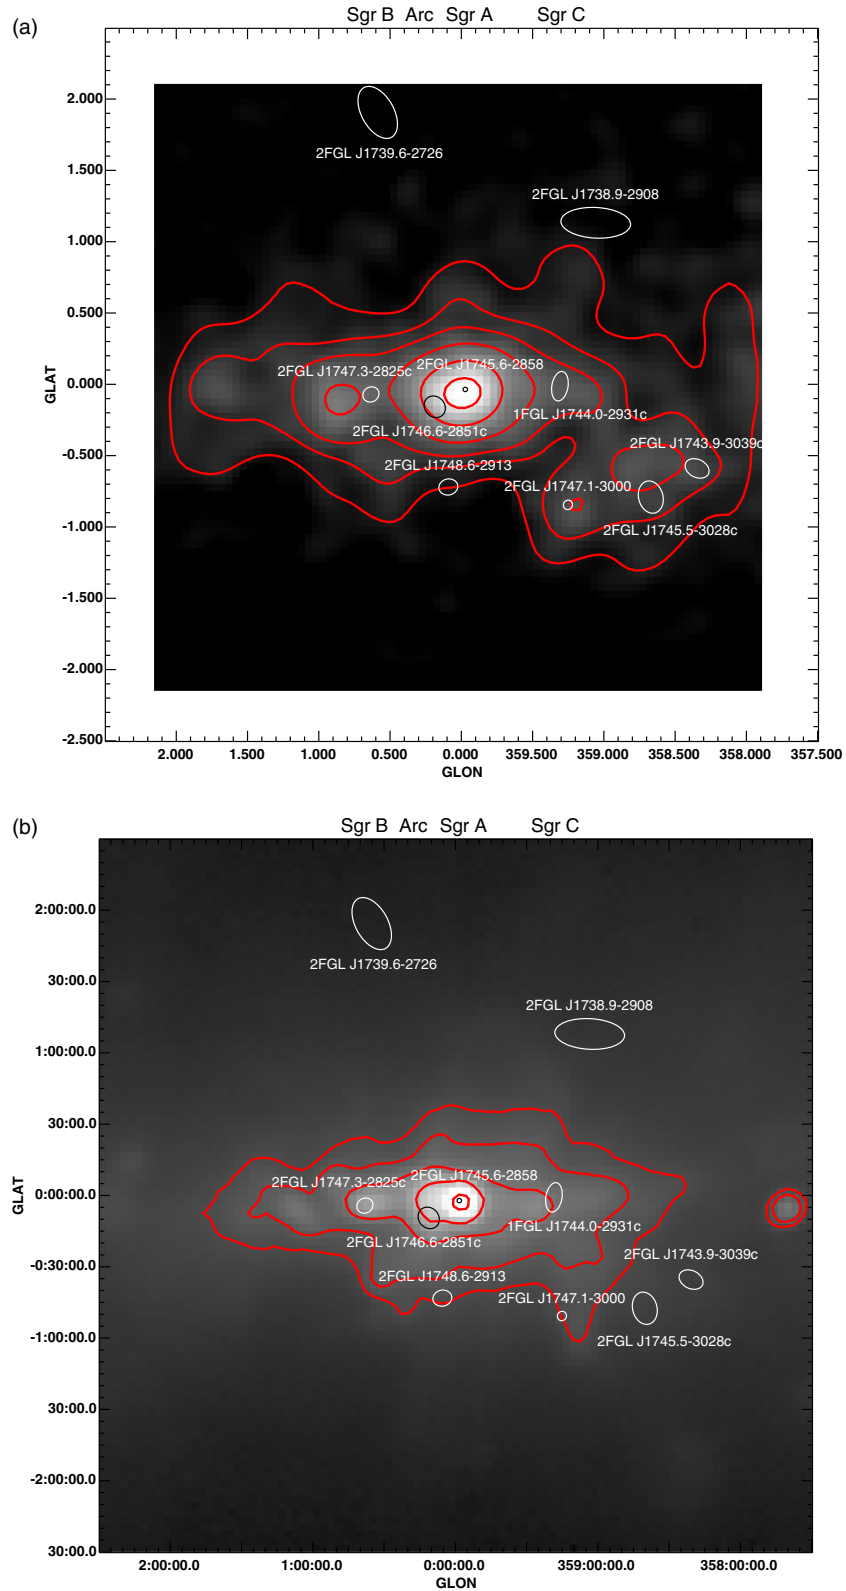 Sgr B Arc Sgr A Sgr C
(a)
2.000
2FGL J1739.6-2726
1.500
2FGL J1738.9-2908
1.000
0.500
2FGL J1745.6-2858
2FGL J1747.3-2825c
GLAT
0.000
1FGL J1744.0-2931c
2FGL J1746.6-2851c
2FGL J1743.9-3039c
-0.500
2FGL J1748.6-2913
2FGL J1747.1-3000
-1.000
2FGL J1745.5-3028c
-1.500
-2.000
-2.500
2.000 1.500 1.000 0.500 0.000 359.500 359.000 358.500 358.000 357.500
GLON
(b)
Sgr B Arc Sgr A Sgr C
2:00:00.0
2FGL J1739.6-2726
30:00.0
2FGL J1738.9-2908
1:00:00.0
30:00.0
2FGL J1745.6-2858
2FGL J1747.3-2825c
GLAT
0:00:00.0
1FGL J1744.0-2931c
2FGL J1746.6-2851c
2FGL J1743.9-3039c
-0:30:00.0
2FGL J1748.6-2913
2FGL J1747.1-3000
-1:00:00.0
2FGL J1745.5-3028c
30:00.0
-2:00:00.0
30:00.0
2:00:00.0 1:00:00.0 0:00:00.0 359:00:00.0 358:00:00.0
GLON